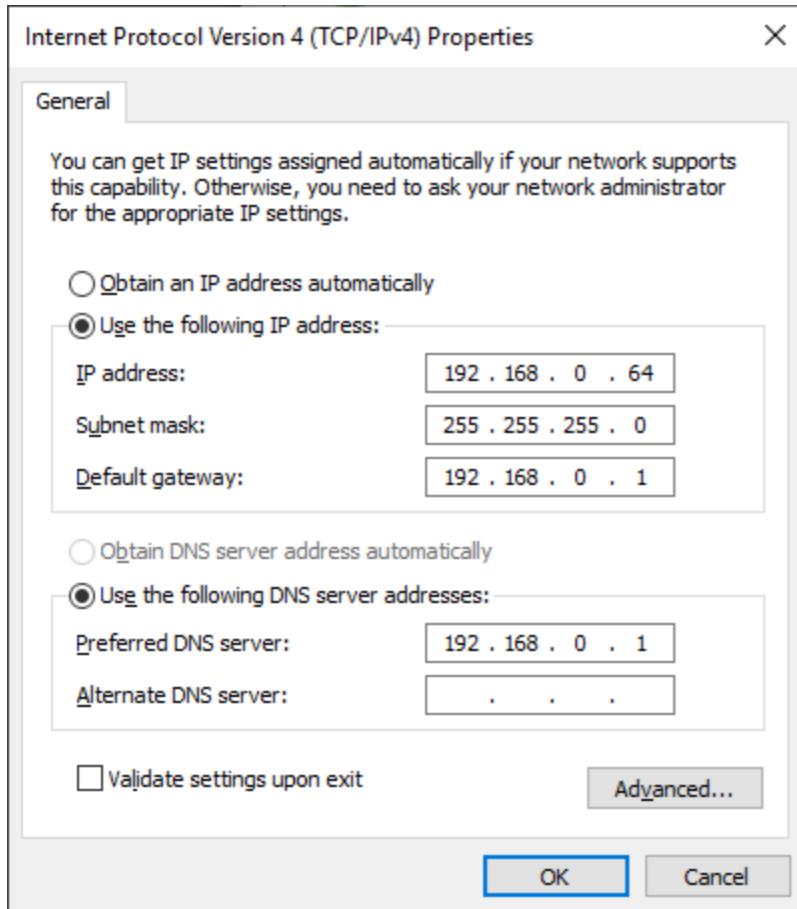 Internet Protocol Version 4 (TCP/IPv4) Properties
General
You can get IP settings assigned automatically if your network supports
this capability. Otherwise, you need to ask your network administrator
for the appropriate IP settings.
Obtain an IP address automatically
Use the following IP address:
IP address: 192 . 168 . 0 . 64
Subnet mask: 255 . 255 . 255 . 0
Default gateway: 192 . 168 . 0 . 1
Obtain DNS server address automatically
Use the following DNS server addresses:
Preferred DNS server: 192 . 168 . 0 . 1
Alternate DNS server: . . .
Validate settings upon exit
Advanced...
OK Cancel